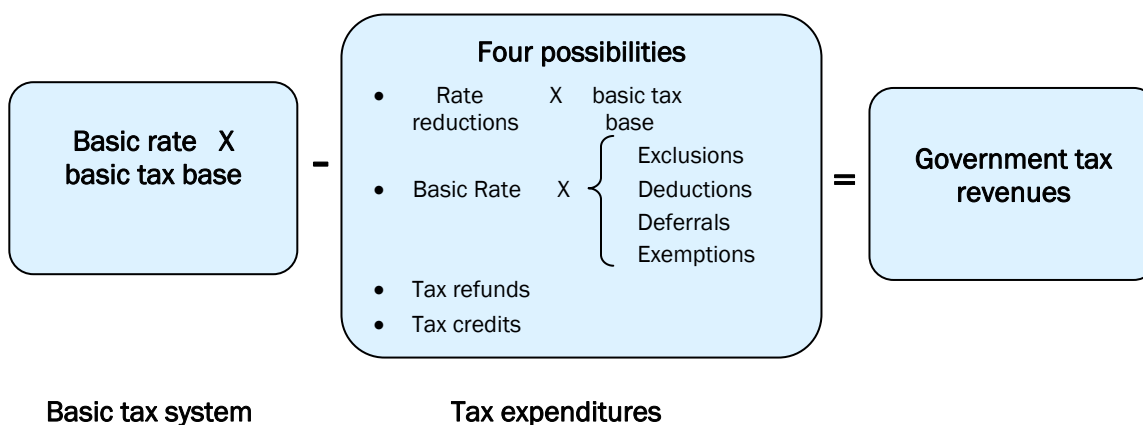 Basic rate X
basic tax base
-
Four possibilities
• Rate reductions X basic tax base
• Basic Rate X
Exclusions
Deductions
Deferrals
Exemptions
• Tax refunds
• Tax credits
=
Government tax
revenues
Basic tax system
Tax expenditures